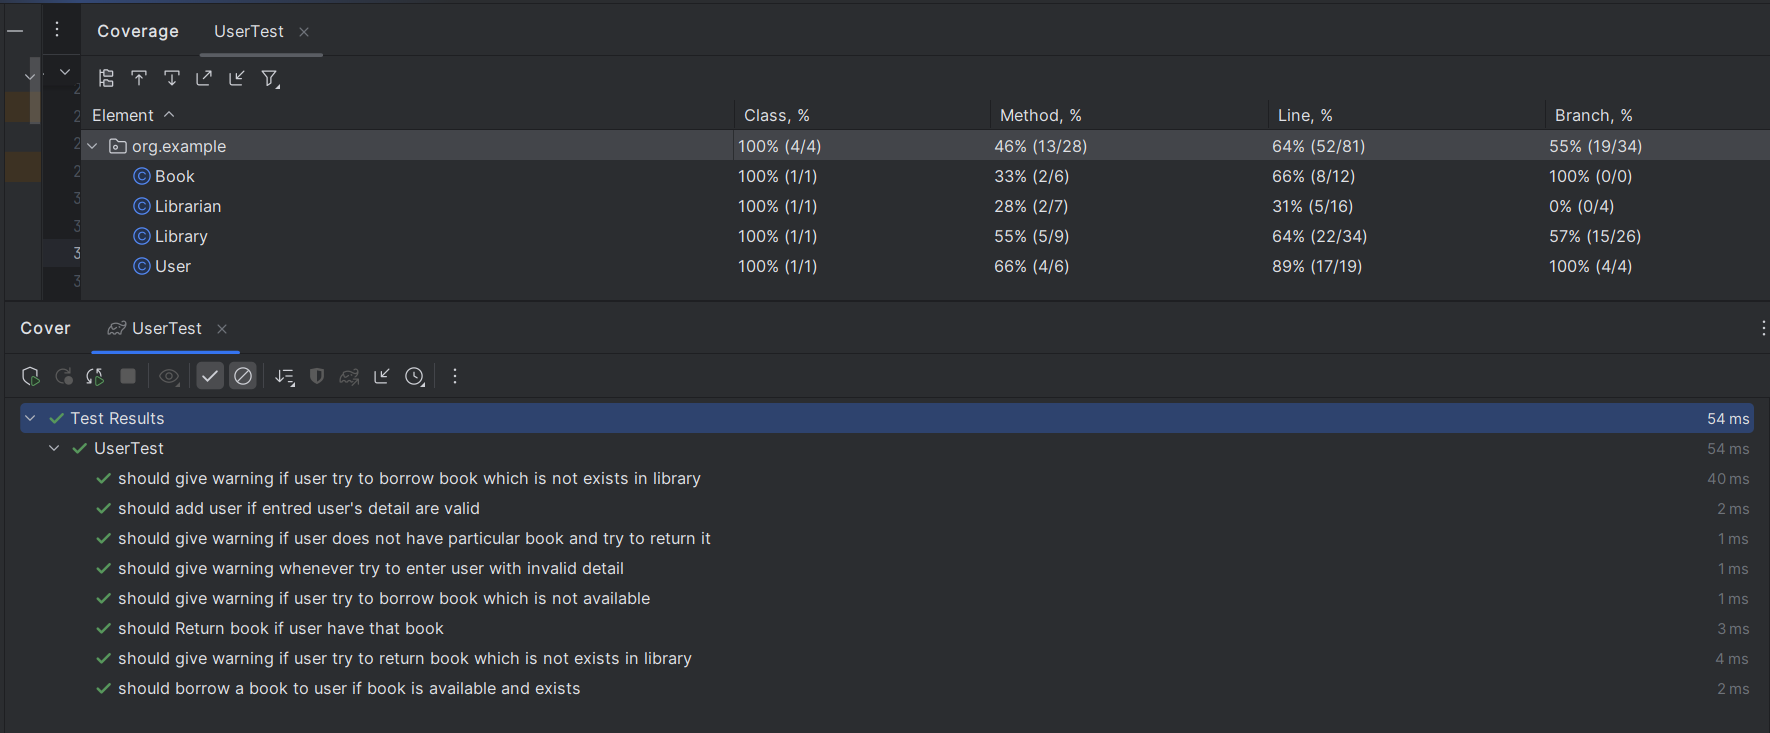 Coverage UserTest
Element Class, % Method, % Line, % Branch, %
org.example 100% (4/4) 46% (13/28) 64% (52/81) 55% (19/34)
Book 100% (1/1) 33% (2/6) 66% (8/12) 100% (0/0)
Librarian 100% (1/1) 28% (2/7) 31% (5/16) 0% (0/4)
Library 100% (1/1) 55% (5/9) 64% (22/34) 57% (15/26)
User 100% (1/1) 66% (4/6) 89% (17/19) 100% (4/4)
Cover UserTest
Test Results 54 ms
UserTest 54 ms
should give warning if user try to borrow book which is not exists in library 40 ms
should add user if entred user's detail are valid 2 ms
should give warning if user does not have particular book and try to return it 1 ms
should give warning whenever try to enter user with invalid detail 1 ms
should give warning if user try to borrow book which is not available 1 ms
should Return book if user have that book 3 ms
should give warning if user try to return book which is not exists in library 4 ms
should borrow a book to user if book is available and exists 2 ms